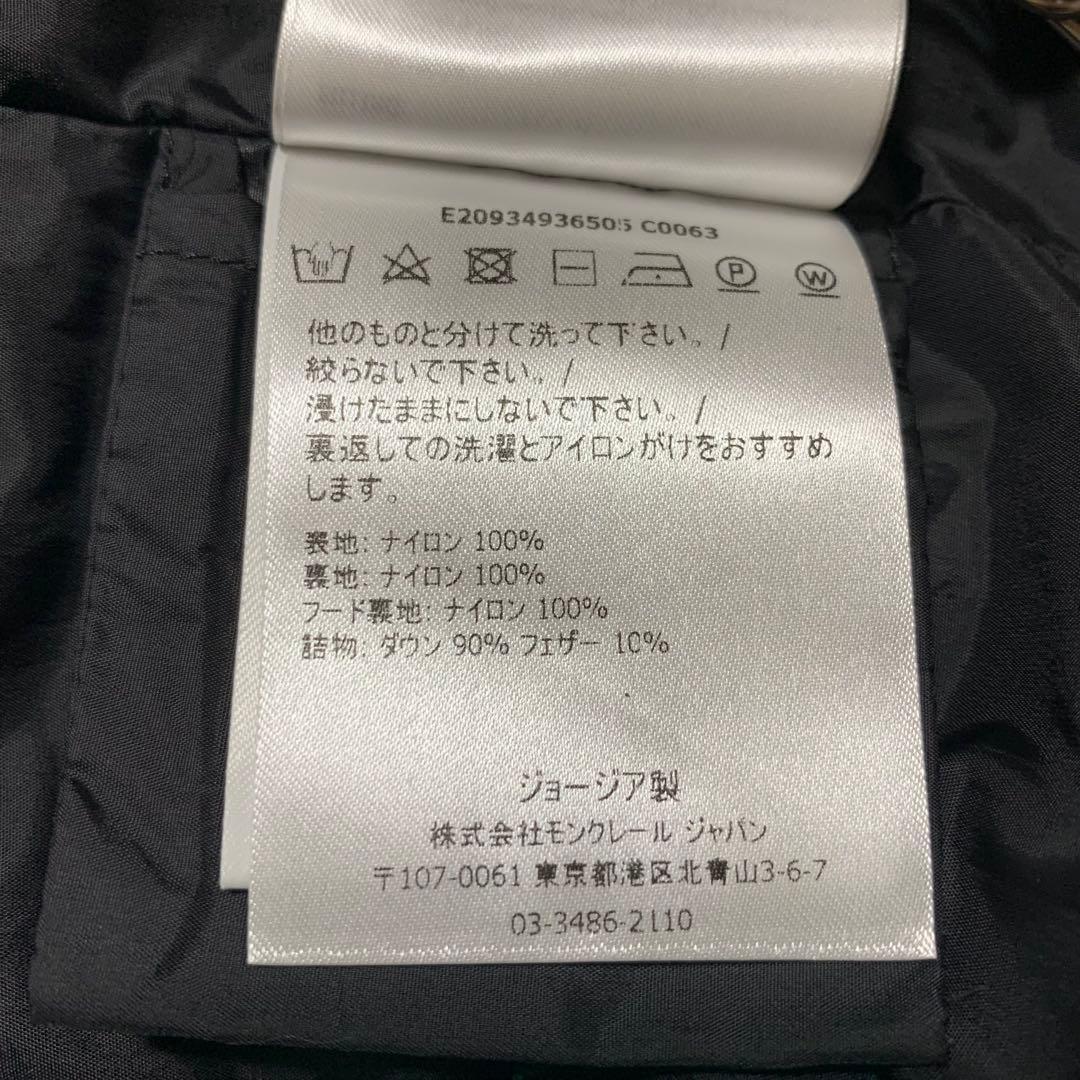 E20934936505 C0063
P W
他のものと分けて洗って下さい。/
絞らないで下さい。/
浸けたままにしないで下さい。/
裏返しての洗濯とアイロンがけをおすすめ
します。
表地: ナイロン 100%
裏地: ナイロン 100%
フード裏地: ナイロン 100%
詰物: ダウン 90% フェザー 10%
ジョージア製
株式会社モンクレール ジャパン
〒107-0061 東京都港区北青山3-6-7
03-3486-2110